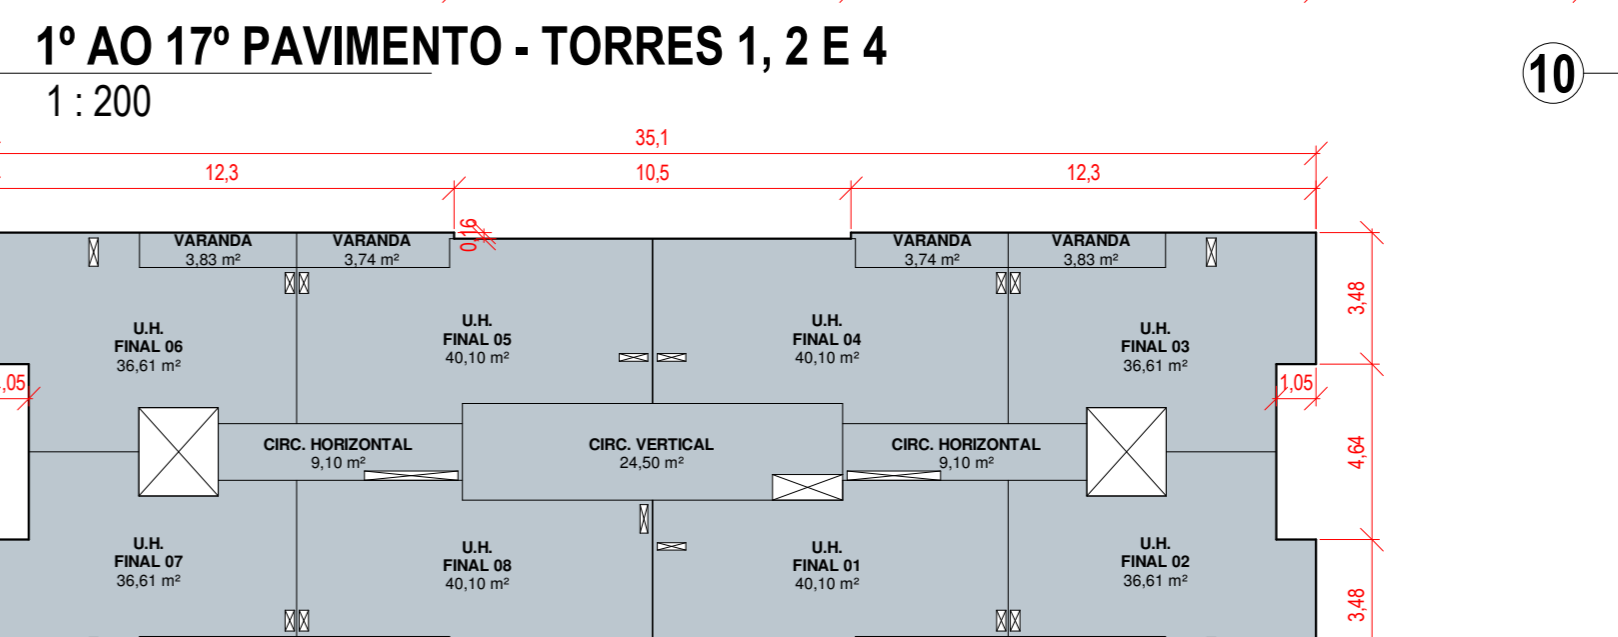 1º AO 17º PAVIMENTO - TORRES 1, 2 E 4
10
1 : 200
35,1
12,3
10,5
12,3
0,16
VARANDA
3,83 m²
VARANDA
3,74 m²
VARANDA
3,74 m²
VARANDA
3,83 m²
3,48
U.H.
FINAL 06
36,61 m²
U.H.
FINAL 05
40,10 m²
U.H.
FINAL 04
40,10 m²
U.H.
FINAL 03
36,61 m²
,05
1,05
CIRC. HORIZONTAL
9,10 m²
CIRC. VERTICAL
24,50 m²
CIRC. HORIZONTAL
9,10 m²
4,64
U.H.
FINAL 07
36,61 m²
U.H.
FINAL 08
40,10 m²
U.H.
FINAL 01
40,10 m²
U.H.
FINAL 02
36,61 m²
3,48